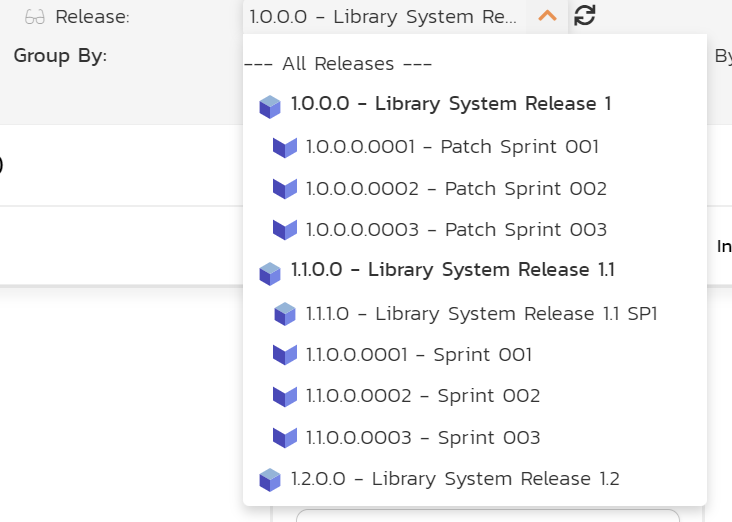 Release: 1.0.0.0 - Library System Re...
Group By:
By
--- All Releases ---
1.0.0.0 - Library System Release 1
1.0.0.0.0001 - Patch Sprint 001
1.0.0.0.0002 - Patch Sprint 002
1.0.0.0.0003 - Patch Sprint 003
1.1.0.0 - Library System Release 1.1
In
1.1.1.0 - Library System Release 1.1 SP1
1.1.0.0.0001 - Sprint 001
1.1.0.0.0002 - Sprint 002
1.1.0.0.0003 - Sprint 003
1.2.0.0 - Library System Release 1.2